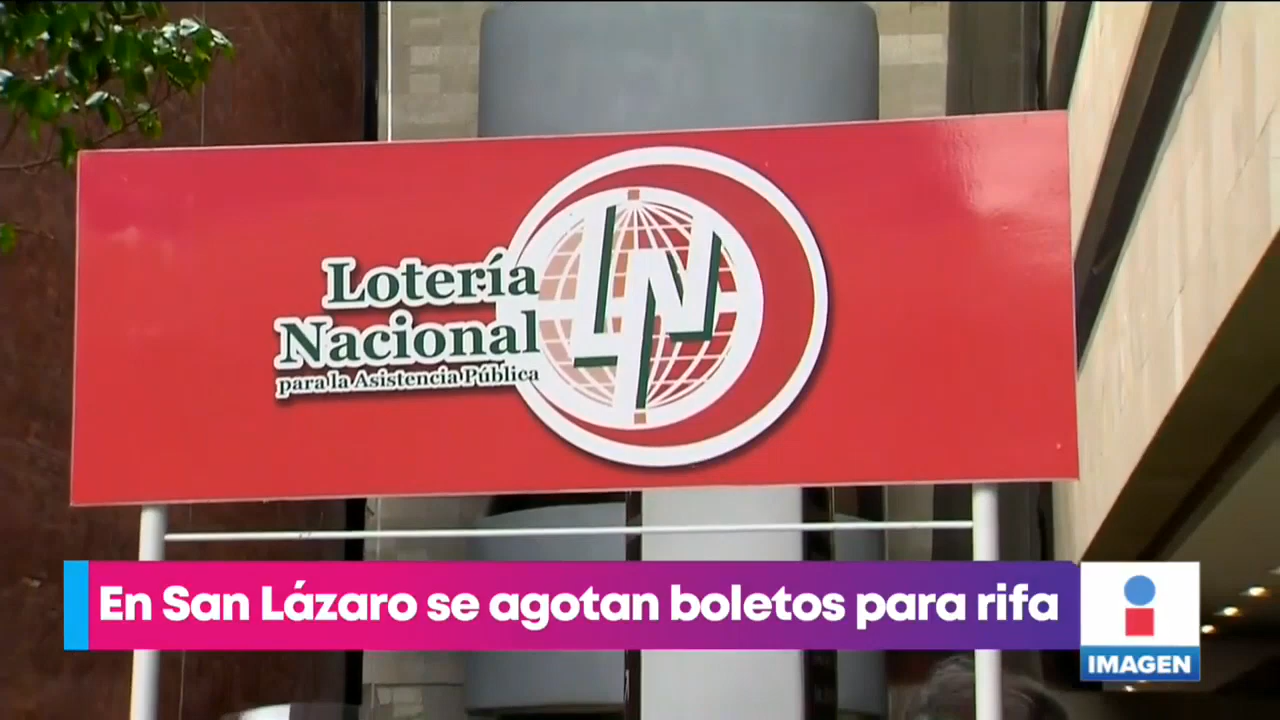 Lotería
Nacional
para la Asistencia Pública
LN
En San Lázaro se agotan boletos para rifa
IMAGEN